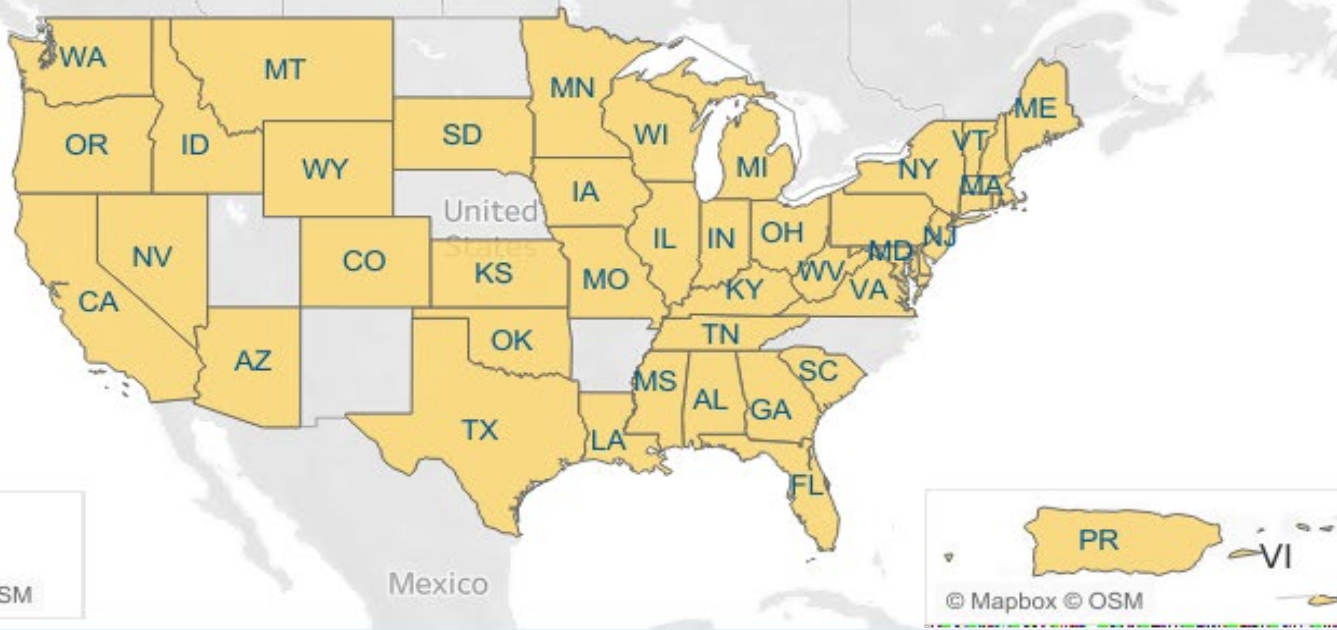 WA
MT
MN
ME
OR
ID
SD
WI
VT
WY
MI
NY
IA
MA
United
States
NV
CO
KS
IL
IN
OH
NJ
MD
CA
MO
KY
WV
VA
AZ
OK
TN
MS
AL
GA
SC
TX
LA
FL
PR
VI
Mexico
SM
© Mapbox © OSM